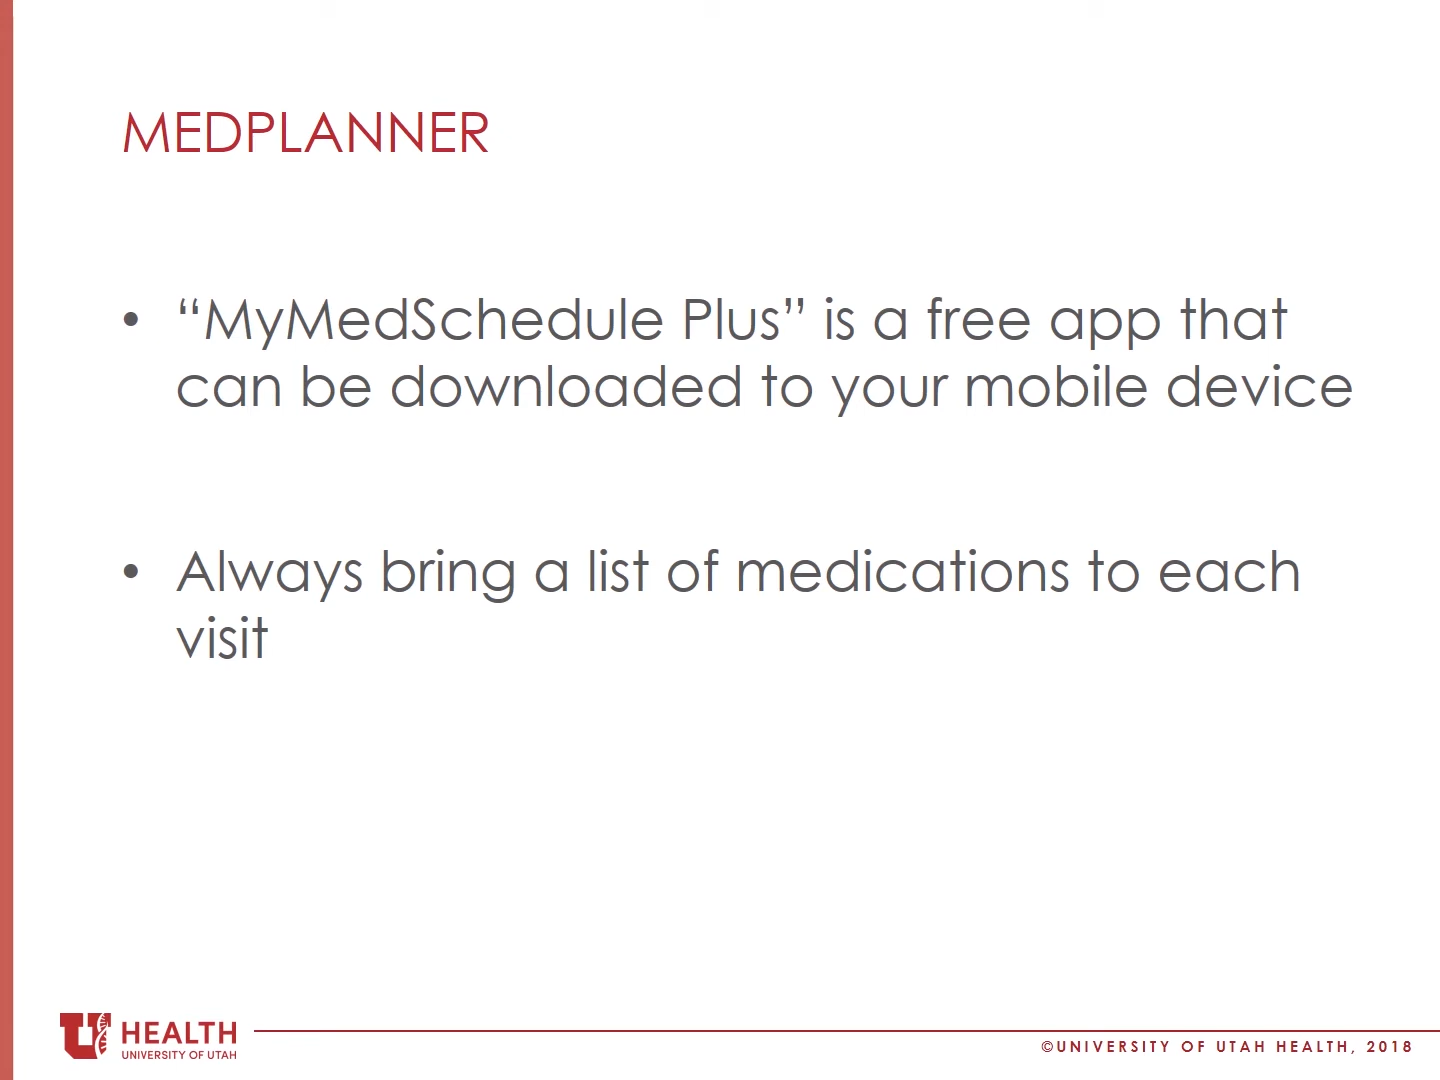 MEDPLANNER
• “MyMedSchedule Plus” is a free app that
can be downloaded to your mobile device
• Always bring a list of medications to each
visit
U HEALTH
UNIVERSITY OF UTAH
©UNIVERSITY OF UTAH HEALTH, 2018